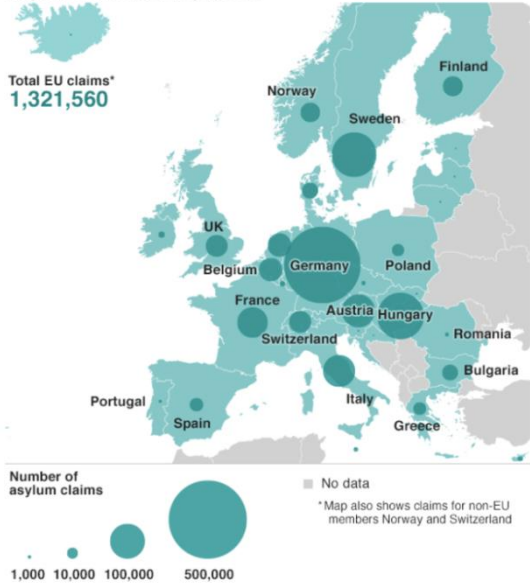 Total EU claims*
1,321,560
Finland
Norway
Sweden
UK
Belgium
Germany
Poland
France
Austria
Hungary
Switzerland
Romania
Bulgaria
Portugal
Spain
Italy
Greece
Number of
asylum claims
No data
*Map also shows claims for non-EU
members Norway and Switzerland
1,000 10,000 100,000 500,000